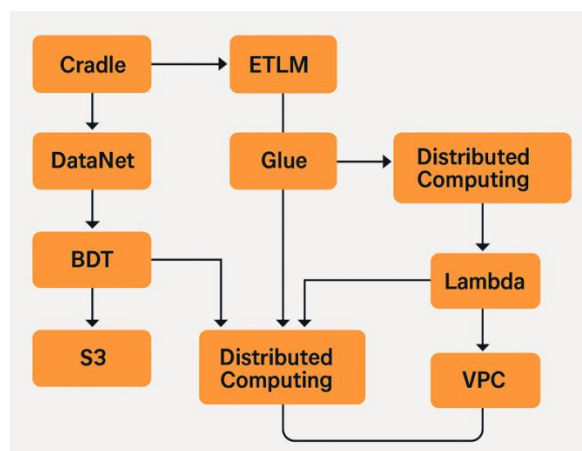 Cradle
ETLM
DataNet
Glue
Distributed
Computing
BDT
Lambda
S3
Distributed
Computing
VPC